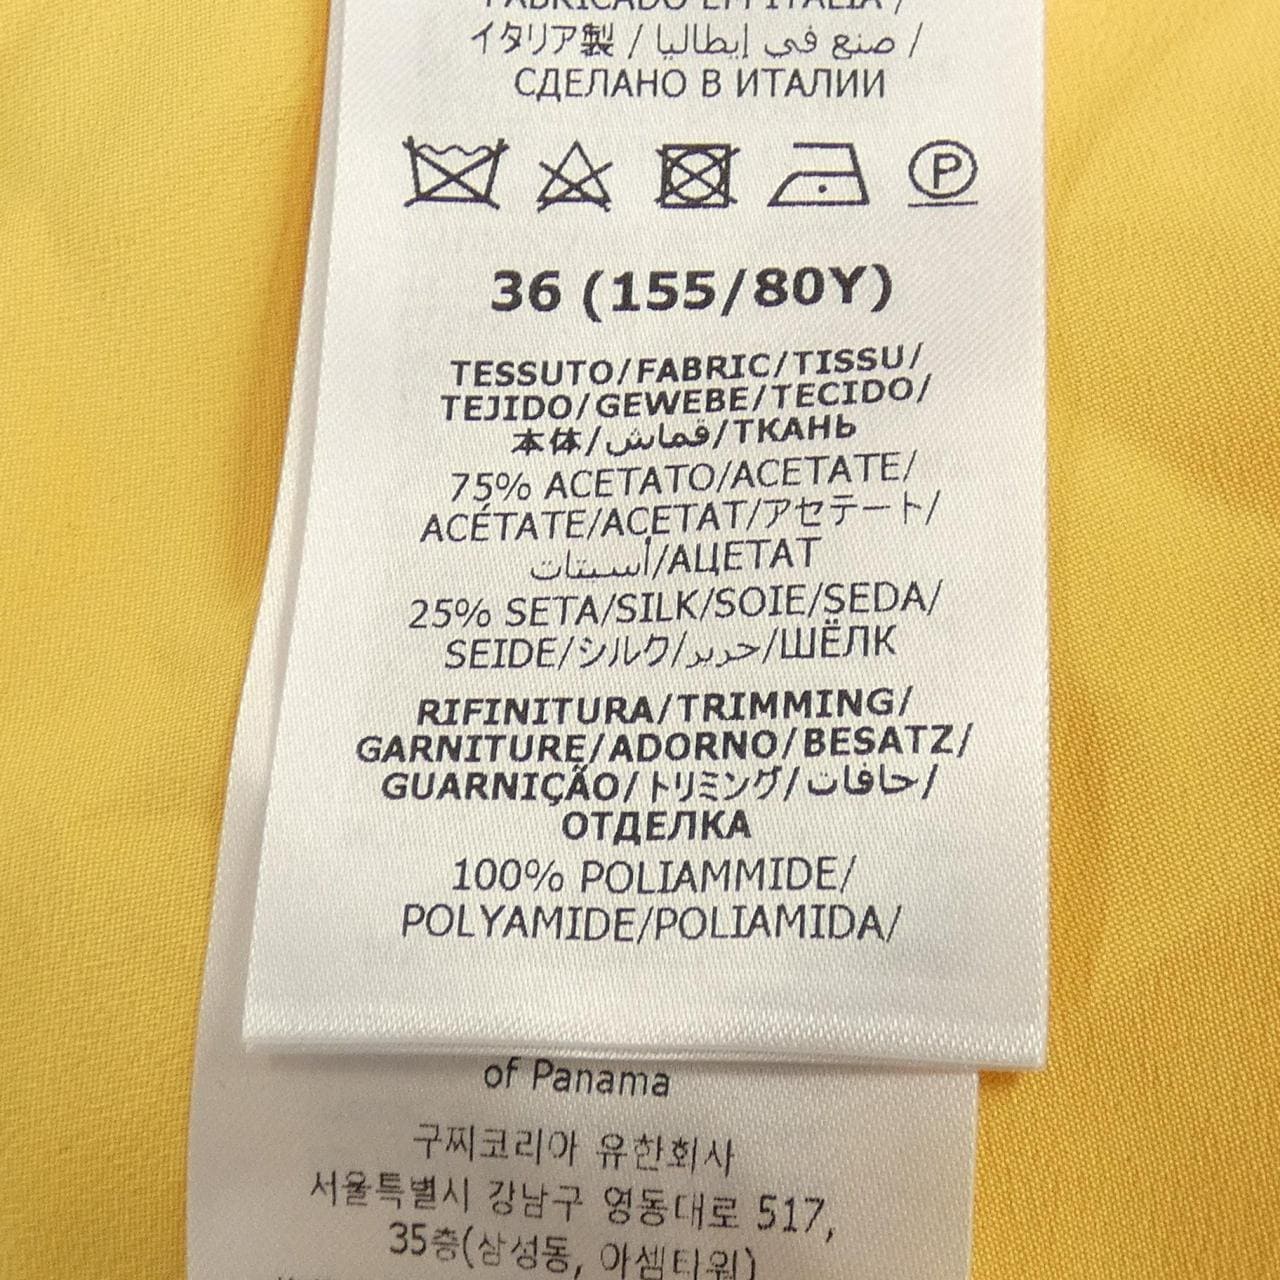 FABRICADO EM ITALIA /
イタリア製 / صنع في إيطاليا /
СДЕЛАНО В ИТАЛИИ
P
36 (155/80Y)
TESSUTO/FABRIC/TISSU/
TEJIDO/GEWEBE/TECIDO/
本体/قماش/ТКАНЬ
75% ACETATO/ACETATE/
ACÉTATE/ACETAT/アセテート/
أسيتات/АЦЕТАТ
25% SETA/SILK/SOIE/SEDA/
SEIDE/シルク/حرير/ШЁЛК
RIFINITURA/TRIMMING/
GARNITURE/ADORNO/BESATZ/
GUARNIÇÃO/トリミング/حافات/
ОТДЕЛКА
100% POLIAMMIDE/
POLYAMIDE/POLIAMIDA/
of Panama
구찌코리아 유한회사
서울특별시 강남구 영동대로 517,
35층(삼성동, 아셈타워)